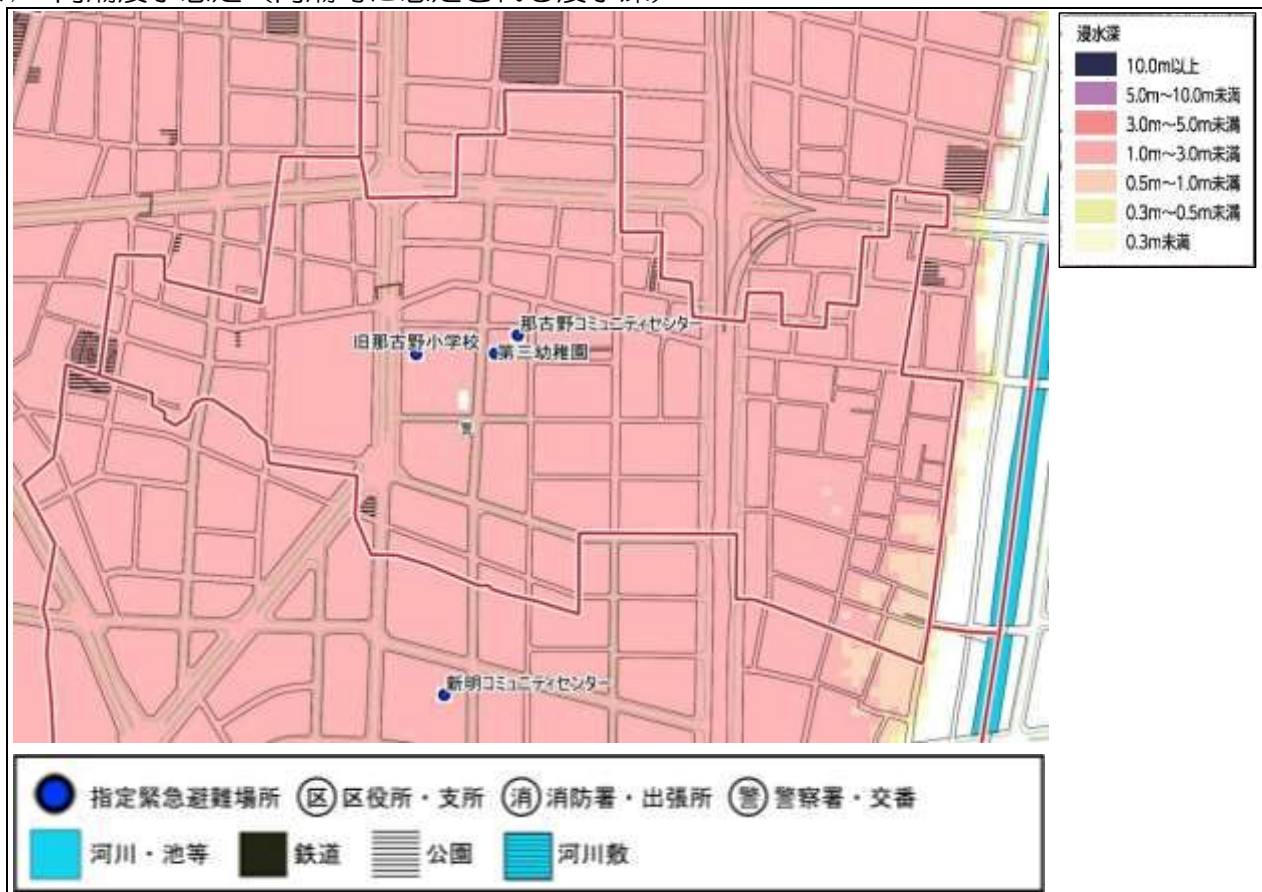 浸水深
10.0m以上
5.0m～10.0m未満
3.0m～5.0m未満
1.0m～3.0m未満
0.5m～1.0m未満
0.3m～0.5m未満
0.3m未満
那古野コミュニティセンター
旧那古野小学校
第三幼稚園
警
新明コミュニティセンター
指定緊急避難場所 区 区役所・支所 消 消防署・出張所 警 警察署・交番
河川・池等 鉄道 公園 河川敷